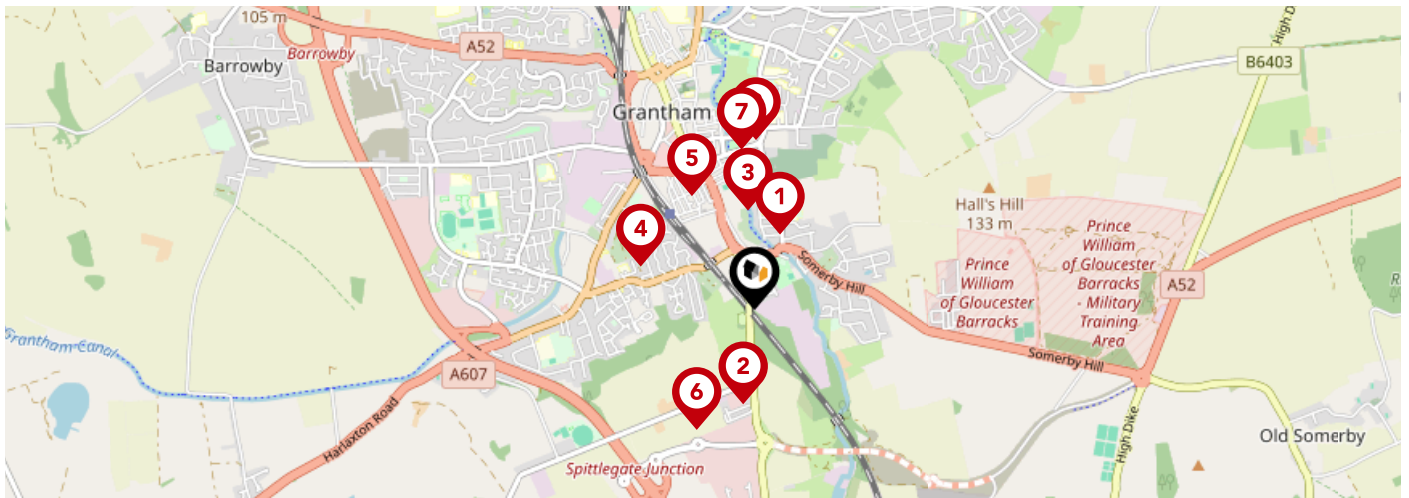 105 m
Barrowby
Barrowby
A52
High D
B6403
Grantham
7
5
3
1
4
Hall's Hill
133 m
Prince
William
of Gloucester
Barracks
- Military
Training
Area
Prince
William
of Gloucester
Barracks
A52
Somerby Hill
Grantham Canal
Somerby Hill
A607
2
6
Harlaxton Road
High Dike
Old Somerby
Spittlegate Junction